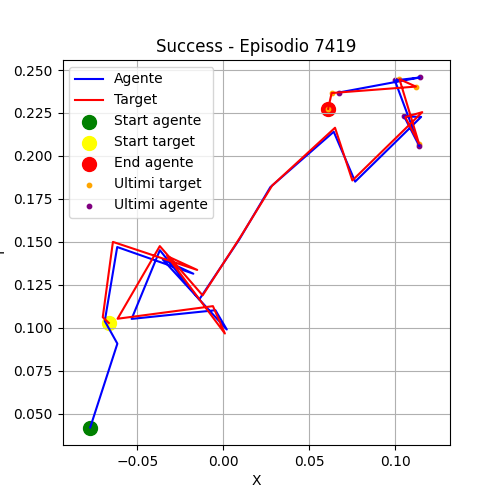 Success - Episodio 7419
Agente
Target
Start agente
Start target
End agente
Ultimi target
Ultimi agente
0.250
0.225
0.200
0.175
0.150
0.125
0.100
0.075
0.050
−0.05 0.00 0.05 0.10
X